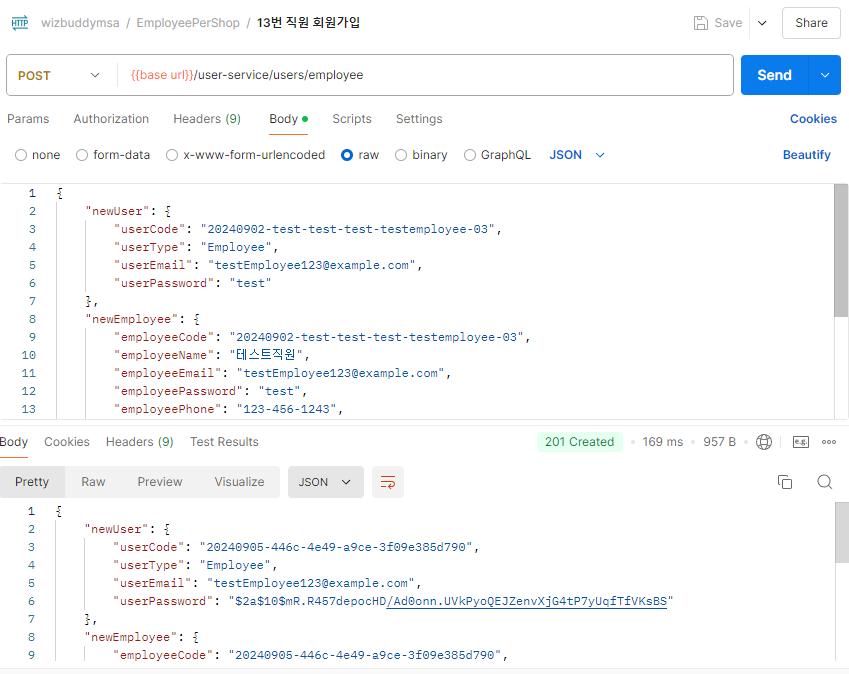 HTTP wizbuddymsa / EmployeePerShop / 13번 직원 회원가입 Save Share
POST {{base url}}/user-service/users/employee Send
Params Authorization Headers (9) Body Scripts Settings Cookies
none form-data x-www-form-urlencoded raw binary GraphQL JSON Beautify
1 {
2 "newUser": {
3 "userCode": "20240902-test-test-test-testemployee-03",
4 "userType": "Employee",
5 "userEmail": "testEmployee123@example.com",
6 "userPassword": "test"
7 },
8 "newEmployee": {
9 "employeeCode": "20240902-test-test-test-testemployee-03",
10 "employeeName": "테스트직원",
11 "employeeEmail": "testEmployee123@example.com",
12 "employeePassword": "test",
13 "employeePhone": "123-456-1243",
Body Cookies Headers (9) Test Results 201 Created 169 ms 957 B e.g.
Pretty Raw Preview Visualize JSON
1 {
2 "newUser": {
3 "userCode": "20240905-446c-4e49-a9ce-3f09e385d790",
4 "userType": "Employee",
5 "userEmail": "testEmployee123@example.com",
6 "userPassword": "$2a$10$mR.R457depocHD/Ad0onn.UVkPyoQEJZenvXjG4tP7yUqfTfVKsBS"
7 },
8 "newEmployee": {
9 "employeeCode": "20240905-446c-4e49-a9ce-3f09e385d790",